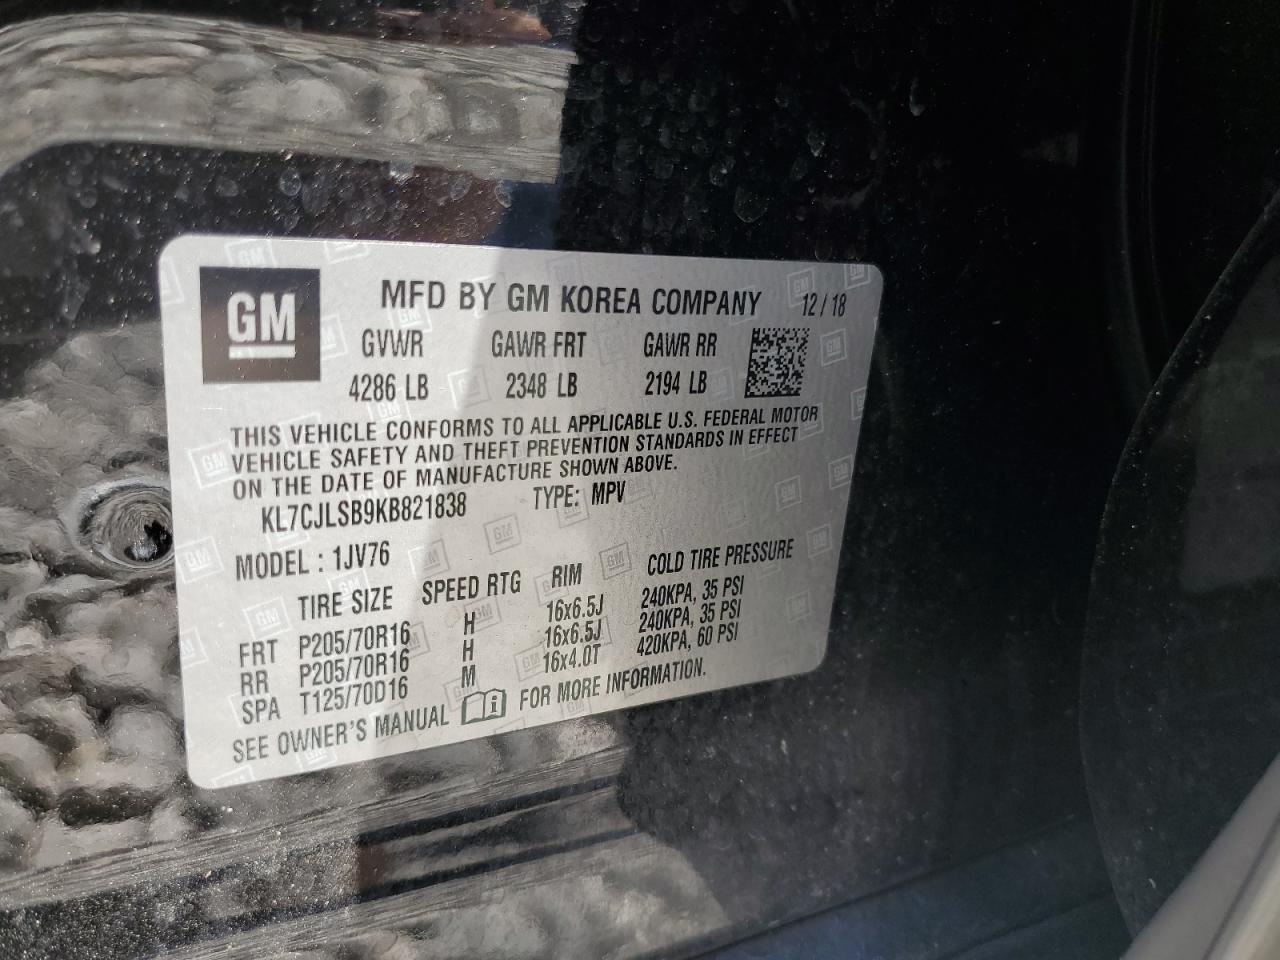 GM
MFD BY GM KOREA COMPANY 12/18
GVWR GAWR FRT GAWR RR
4286 LB 2348 LB 2194 LB
THIS VEHICLE CONFORMS TO ALL APPLICABLE U.S. FEDERAL MOTOR
VEHICLE SAFETY AND THEFT PREVENTION STANDARDS IN EFFECT
ON THE DATE OF MANUFACTURE SHOWN ABOVE.
KL7CJLSB9KB821838 TYPE: MPV
MODEL : 1JV76
TIRE SIZE SPEED RTG RIM COLD TIRE PRESSURE
FRT P205/70R16 H 16x6.5J 240KPA, 35 PSI
RR P205/70R16 H 16x6.5J 240KPA, 35 PSI
SPA T125/70D16 M 16x4.0T 420KPA, 60 PSI
SEE OWNER'S MANUAL FOR MORE INFORMATION.